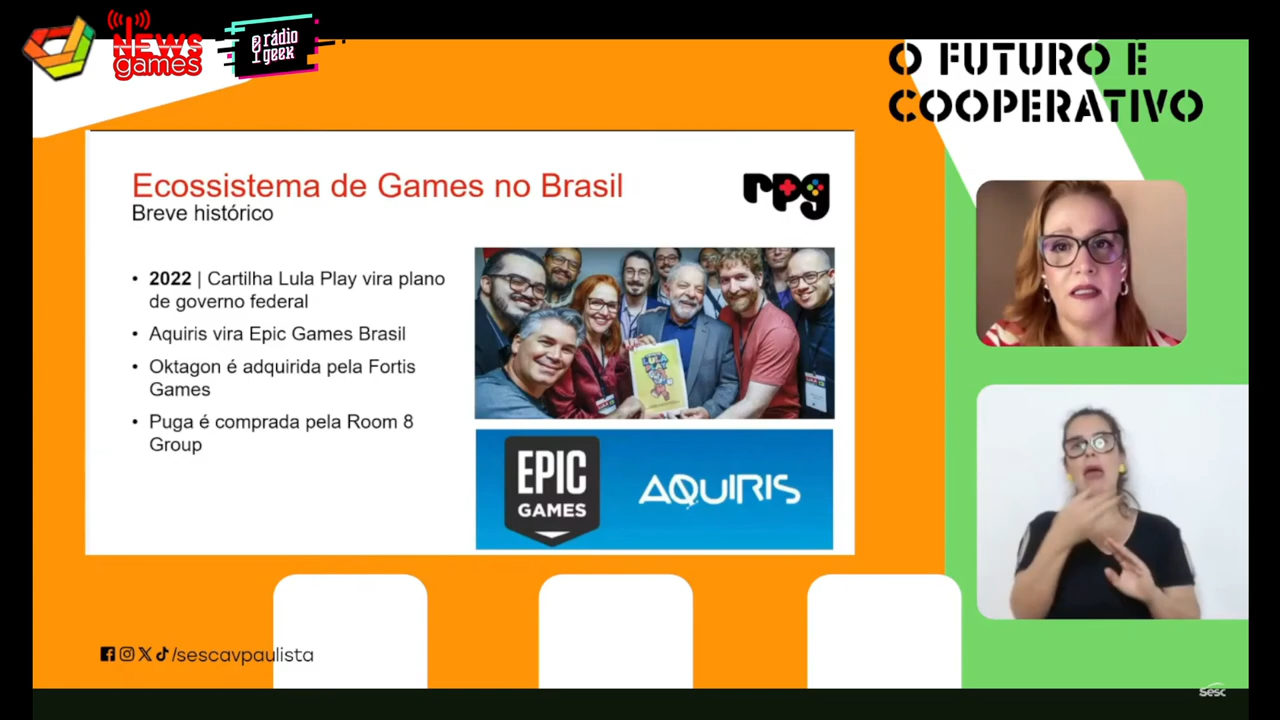 NEWS
games
rádio
geek
O FUTURO É
COOPERATIVO
Ecossistema de Games no Brasil
Breve histórico
rpg
• 2022 | Cartilha Lula Play vira plano
de governo federal
• Aquiris vira Epic Games Brasil
• Oktagon é adquirida pela Fortis
Games
• Puga é comprada pela Room 8
Group
LULA
PLAY
EPIC
GAMES
AQUIRIS
/sescavpaulista
Sesc